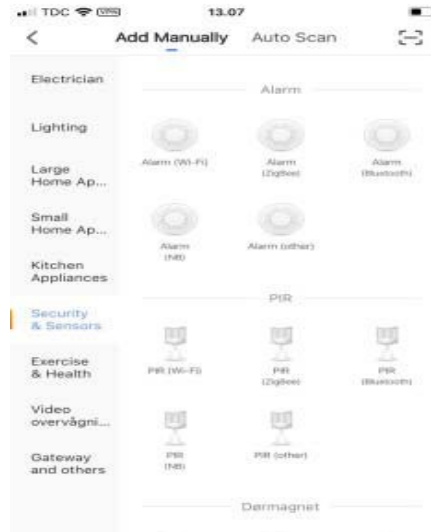 TDC VPN 13.07
Add Manually Auto Scan
Electrician
Lighting
Large
Home Ap...
Small
Home Ap...
Kitchen
Appliances
Security
& Sensors
Exercise
& Health
Video
overvågni...
Gateway
and others
Alarm
Alarm (Wi-Fi)
Alarm
(ZigBee)
Alarm
(Bluetooth)
Alarm
(NB)
Alarm (other)
PIR
PIR (Wi-Fi)
PIR
(ZigBee)
PIR
(Bluetooth)
PIR
(NB)
PIR (other)
Dørmagnet